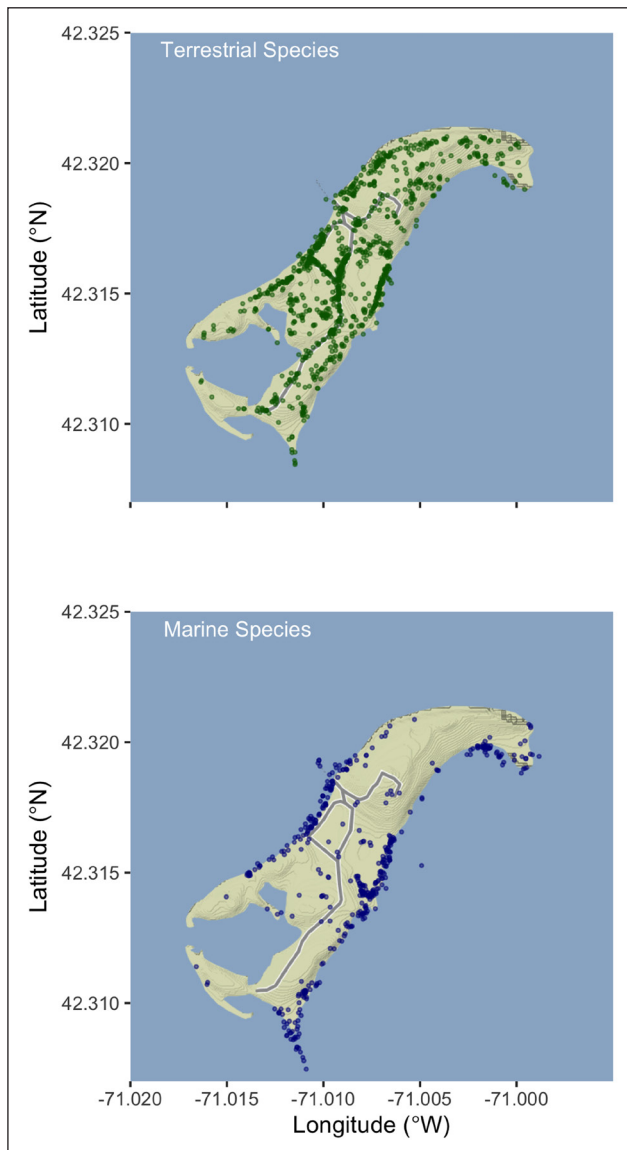 42.325
Terrestrial Species
42.320
42.315
42.310
Latitude (°N)
42.325
Marine Species
42.320
42.315
42.310
Latitude (°N)
-71.020 -71.015 -71.010 -71.005 -71.000
Longitude (°W)